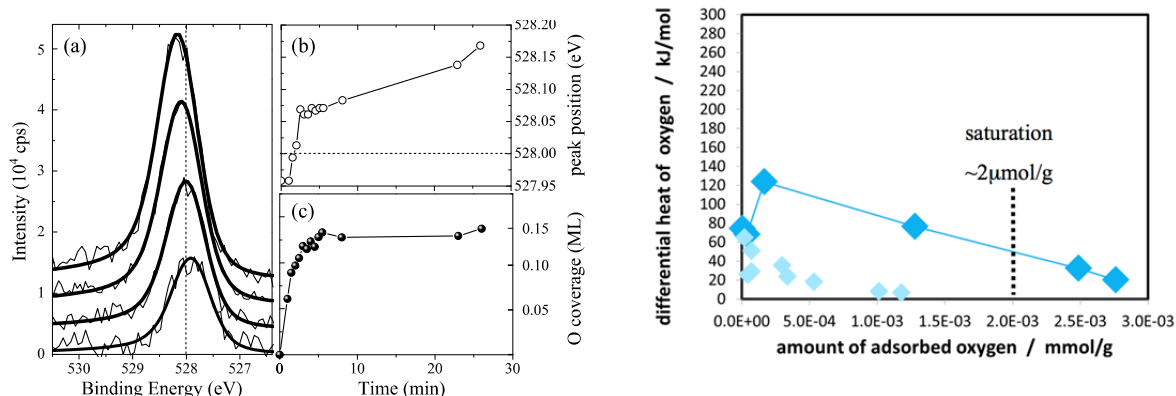 (a)
5
4
3
2
1
0
Intensity (10⁴ cps)
530 529 528 527
Binding Energy (eV)
(b)
528.20
528.15
528.10
528.05
528.00
527.95
peak position (eV)
(c)
0.15
0.10
0.05
O coverage (ML)
0 10 20 30
Time (min)
differential heat of oxygen / kJ/mol
300
280
260
240
220
200
180
160
140
120
100
80
60
40
20
0
saturation
~2μmol/g
0.0E+00 5.0E-04 1.0E-03 1.5E-03 2.0E-03 2.5E-03 3.0E-03
amount of adsorbed oxygen / mmol/g